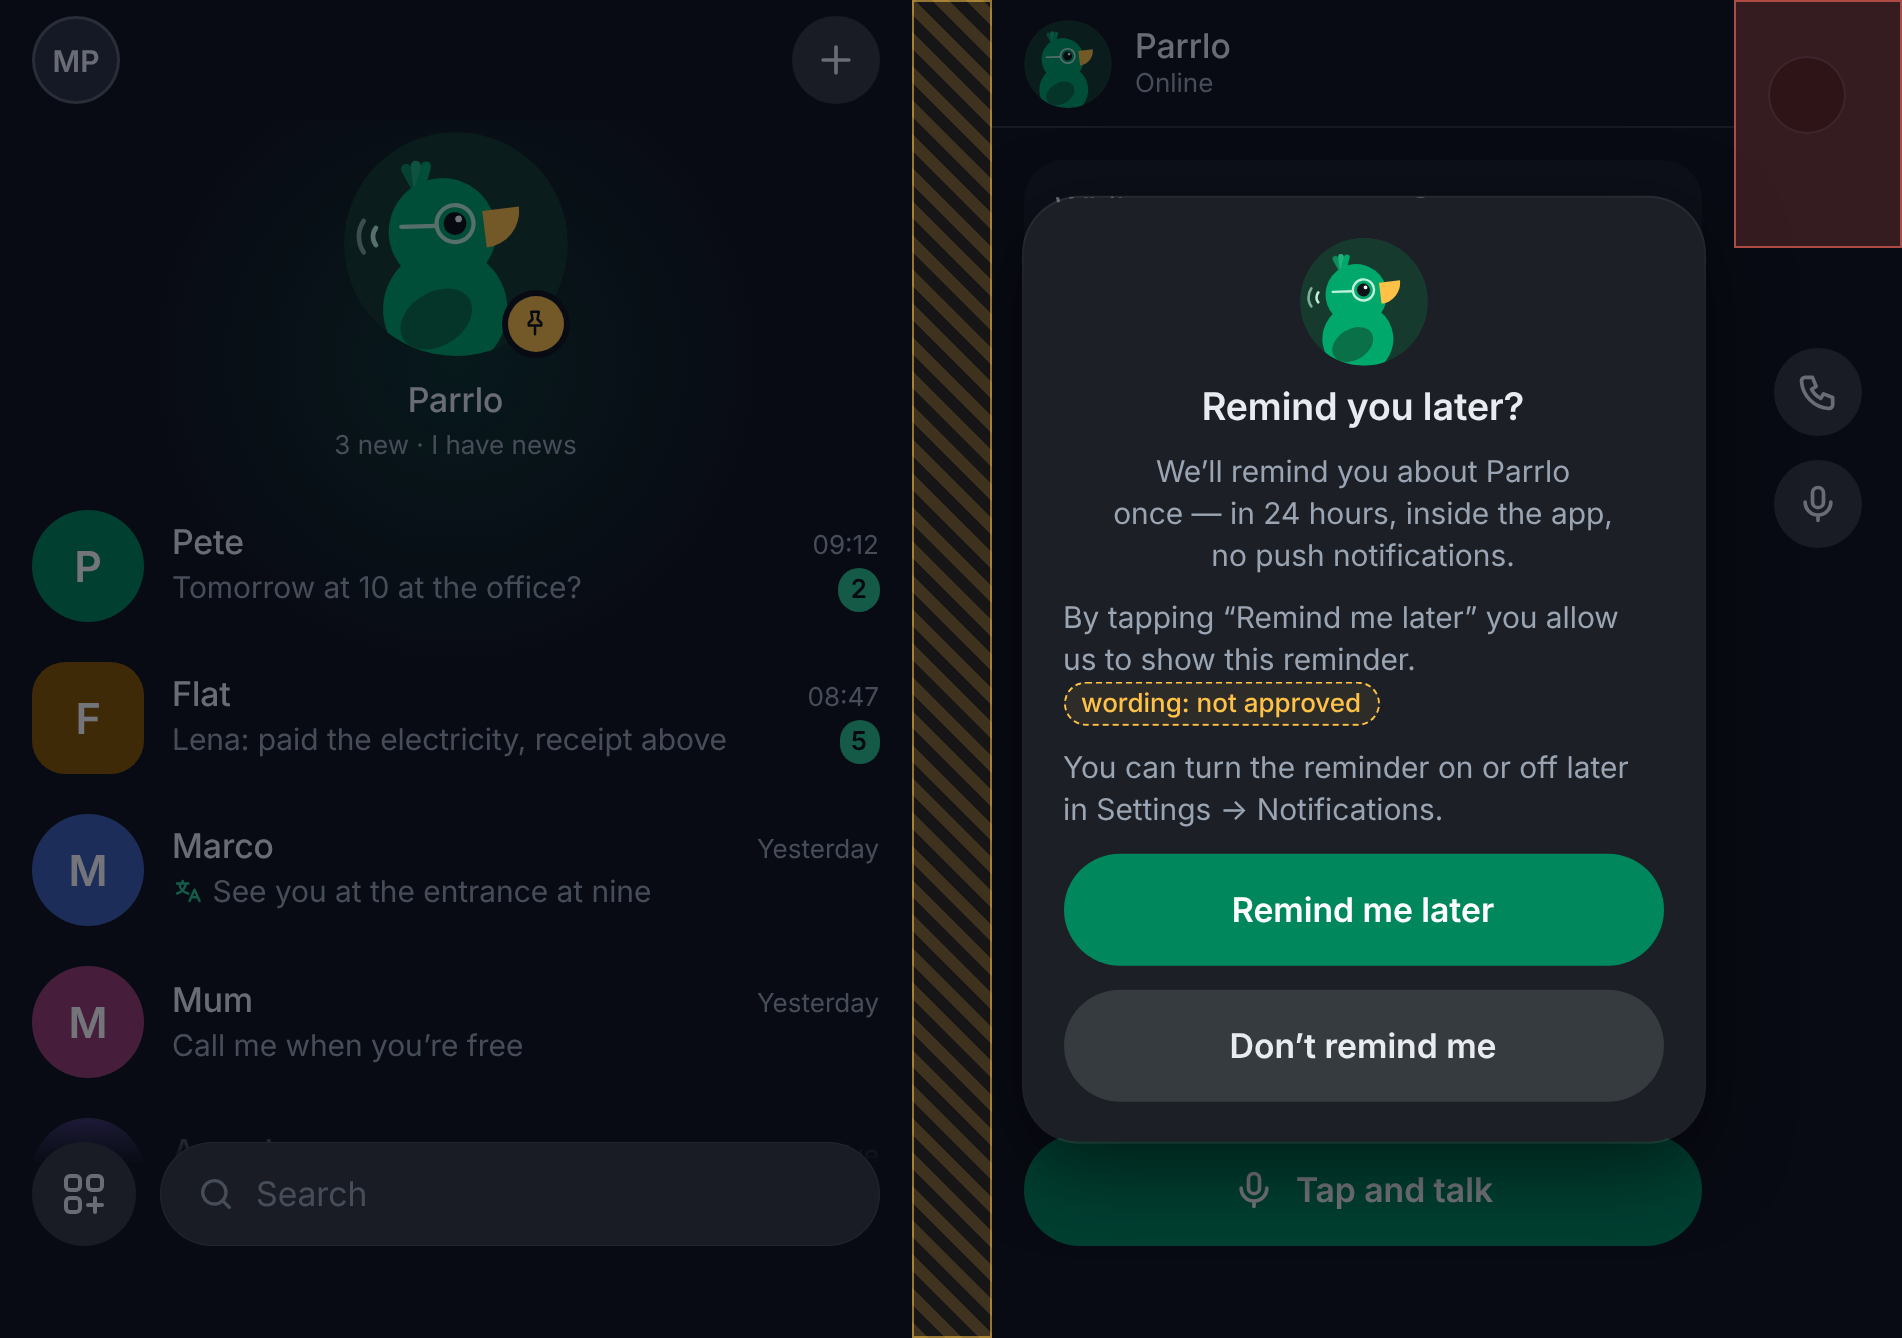 MP
Parrlo
3 new · I have news
P
Pete
09:12
Tomorrow at 10 at the office?
2
F
Flat
08:47
Lena: paid the electricity, receipt above
5
M
Marco
Yesterday
See you at the entrance at nine
M
Mum
Yesterday
Call me when you’re free
Search
Parrlo
Online
Remind you later?
We’ll remind you about Parrlo
once — in 24 hours, inside the app,
no push notifications.
By tapping “Remind me later” you allow
us to show this reminder.
wording: not approved
You can turn the reminder on or off later
in Settings → Notifications.
Remind me later
Don’t remind me
Tap and talk